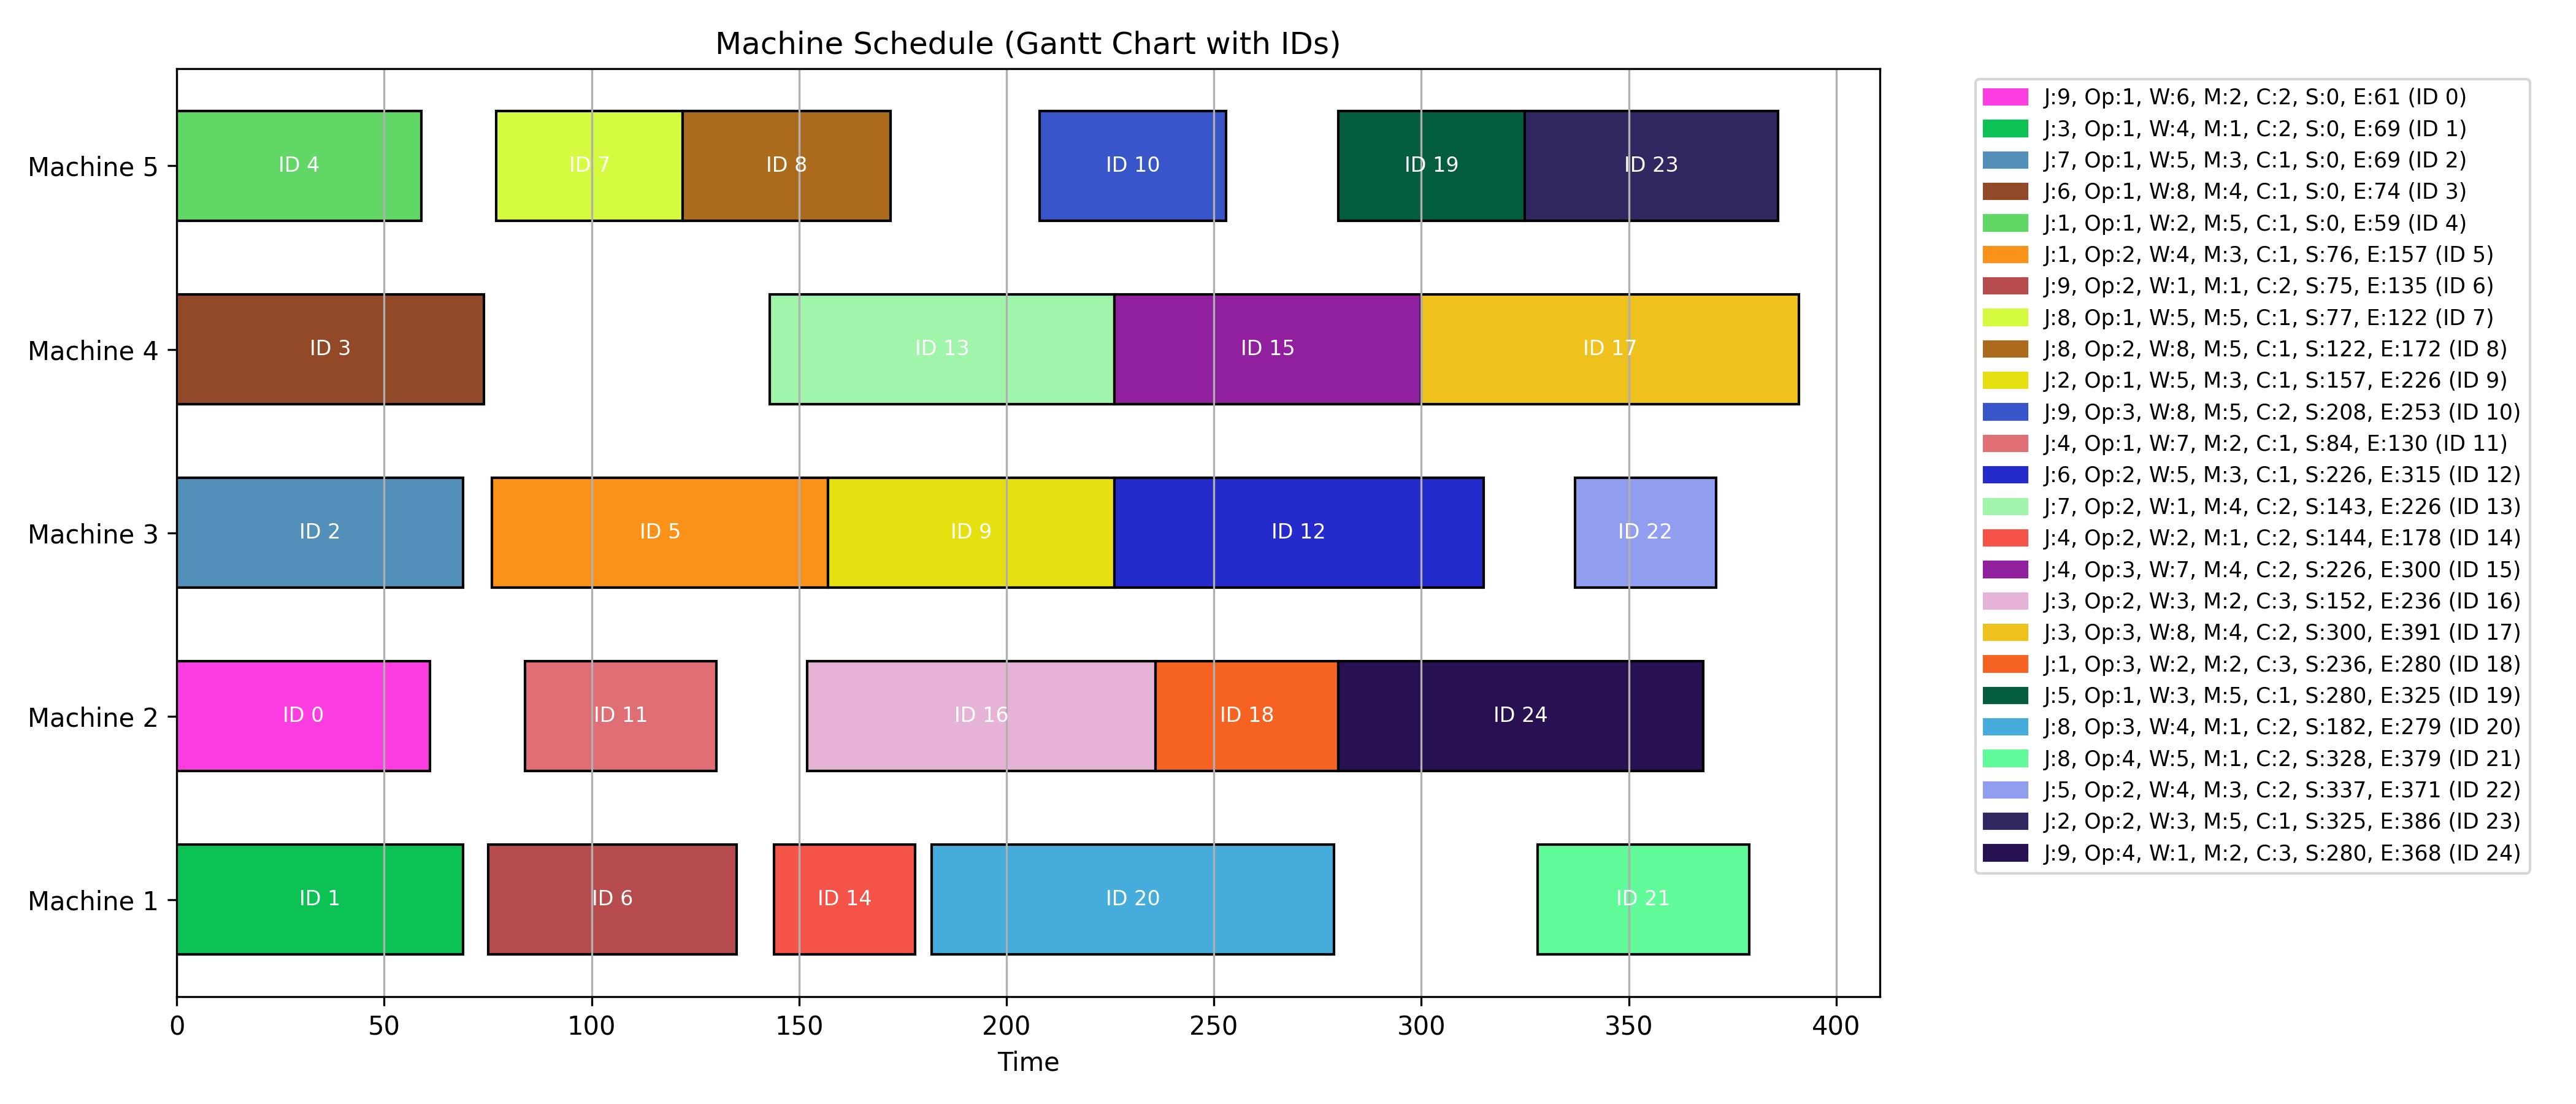 Machine Schedule (Gantt Chart with IDs)
Machine 5
ID 4
ID 7
ID 8
ID 10
ID 19
ID 23
Machine 4
ID 3
ID 13
ID 15
ID 17
Machine 3
ID 2
ID 5
ID 9
ID 12
ID 22
Machine 2
ID 0
ID 11
ID 16
ID 18
ID 24
Machine 1
ID 1
ID 6
ID 14
ID 20
ID 21
0 50 100 150 200 250 300 350 400
Time
J:9, Op:1, W:6, M:2, C:2, S:0, E:61 (ID 0)
J:3, Op:1, W:4, M:1, C:2, S:0, E:69 (ID 1)
J:7, Op:1, W:5, M:3, C:1, S:0, E:69 (ID 2)
J:6, Op:1, W:8, M:4, C:1, S:0, E:74 (ID 3)
J:1, Op:1, W:2, M:5, C:1, S:0, E:59 (ID 4)
J:1, Op:2, W:4, M:3, C:1, S:76, E:157 (ID 5)
J:9, Op:2, W:1, M:1, C:2, S:75, E:135 (ID 6)
J:8, Op:1, W:5, M:5, C:1, S:77, E:122 (ID 7)
J:8, Op:2, W:8, M:5, C:1, S:122, E:172 (ID 8)
J:2, Op:1, W:5, M:3, C:1, S:157, E:226 (ID 9)
J:9, Op:3, W:8, M:5, C:2, S:208, E:253 (ID 10)
J:4, Op:1, W:7, M:2, C:1, S:84, E:130 (ID 11)
J:6, Op:2, W:5, M:3, C:1, S:226, E:315 (ID 12)
J:7, Op:2, W:1, M:4, C:2, S:143, E:226 (ID 13)
J:4, Op:2, W:2, M:1, C:2, S:144, E:178 (ID 14)
J:4, Op:3, W:7, M:4, C:2, S:226, E:300 (ID 15)
J:3, Op:2, W:3, M:2, C:3, S:152, E:236 (ID 16)
J:3, Op:3, W:8, M:4, C:2, S:300, E:391 (ID 17)
J:1, Op:3, W:2, M:2, C:3, S:236, E:280 (ID 18)
J:5, Op:1, W:3, M:5, C:1, S:280, E:325 (ID 19)
J:8, Op:3, W:4, M:1, C:2, S:182, E:279 (ID 20)
J:8, Op:4, W:5, M:1, C:2, S:328, E:379 (ID 21)
J:5, Op:2, W:4, M:3, C:2, S:337, E:371 (ID 22)
J:2, Op:2, W:3, M:5, C:1, S:325, E:386 (ID 23)
J:9, Op:4, W:1, M:2, C:3, S:280, E:368 (ID 24)